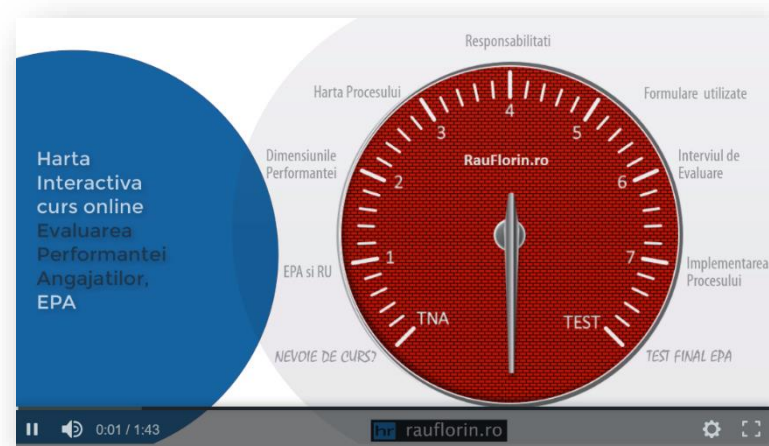 Harta
Interactiva
curs online
Evaluarea
Performantei
Angajatilor,
EPA
Responsabitati
Harta Procesului
Formulare utilizate
Dimensiunile
Performantei
Interviul de
Evaluare
EPA si RU
Implementarea
Procesului
NEVOIE DE CURS?
TEST FINAL EPA
RauFlorin.ro
1
2
3
4
5
6
7
TNA
TEST
0:01 / 1:43
hr rauflorin.ro